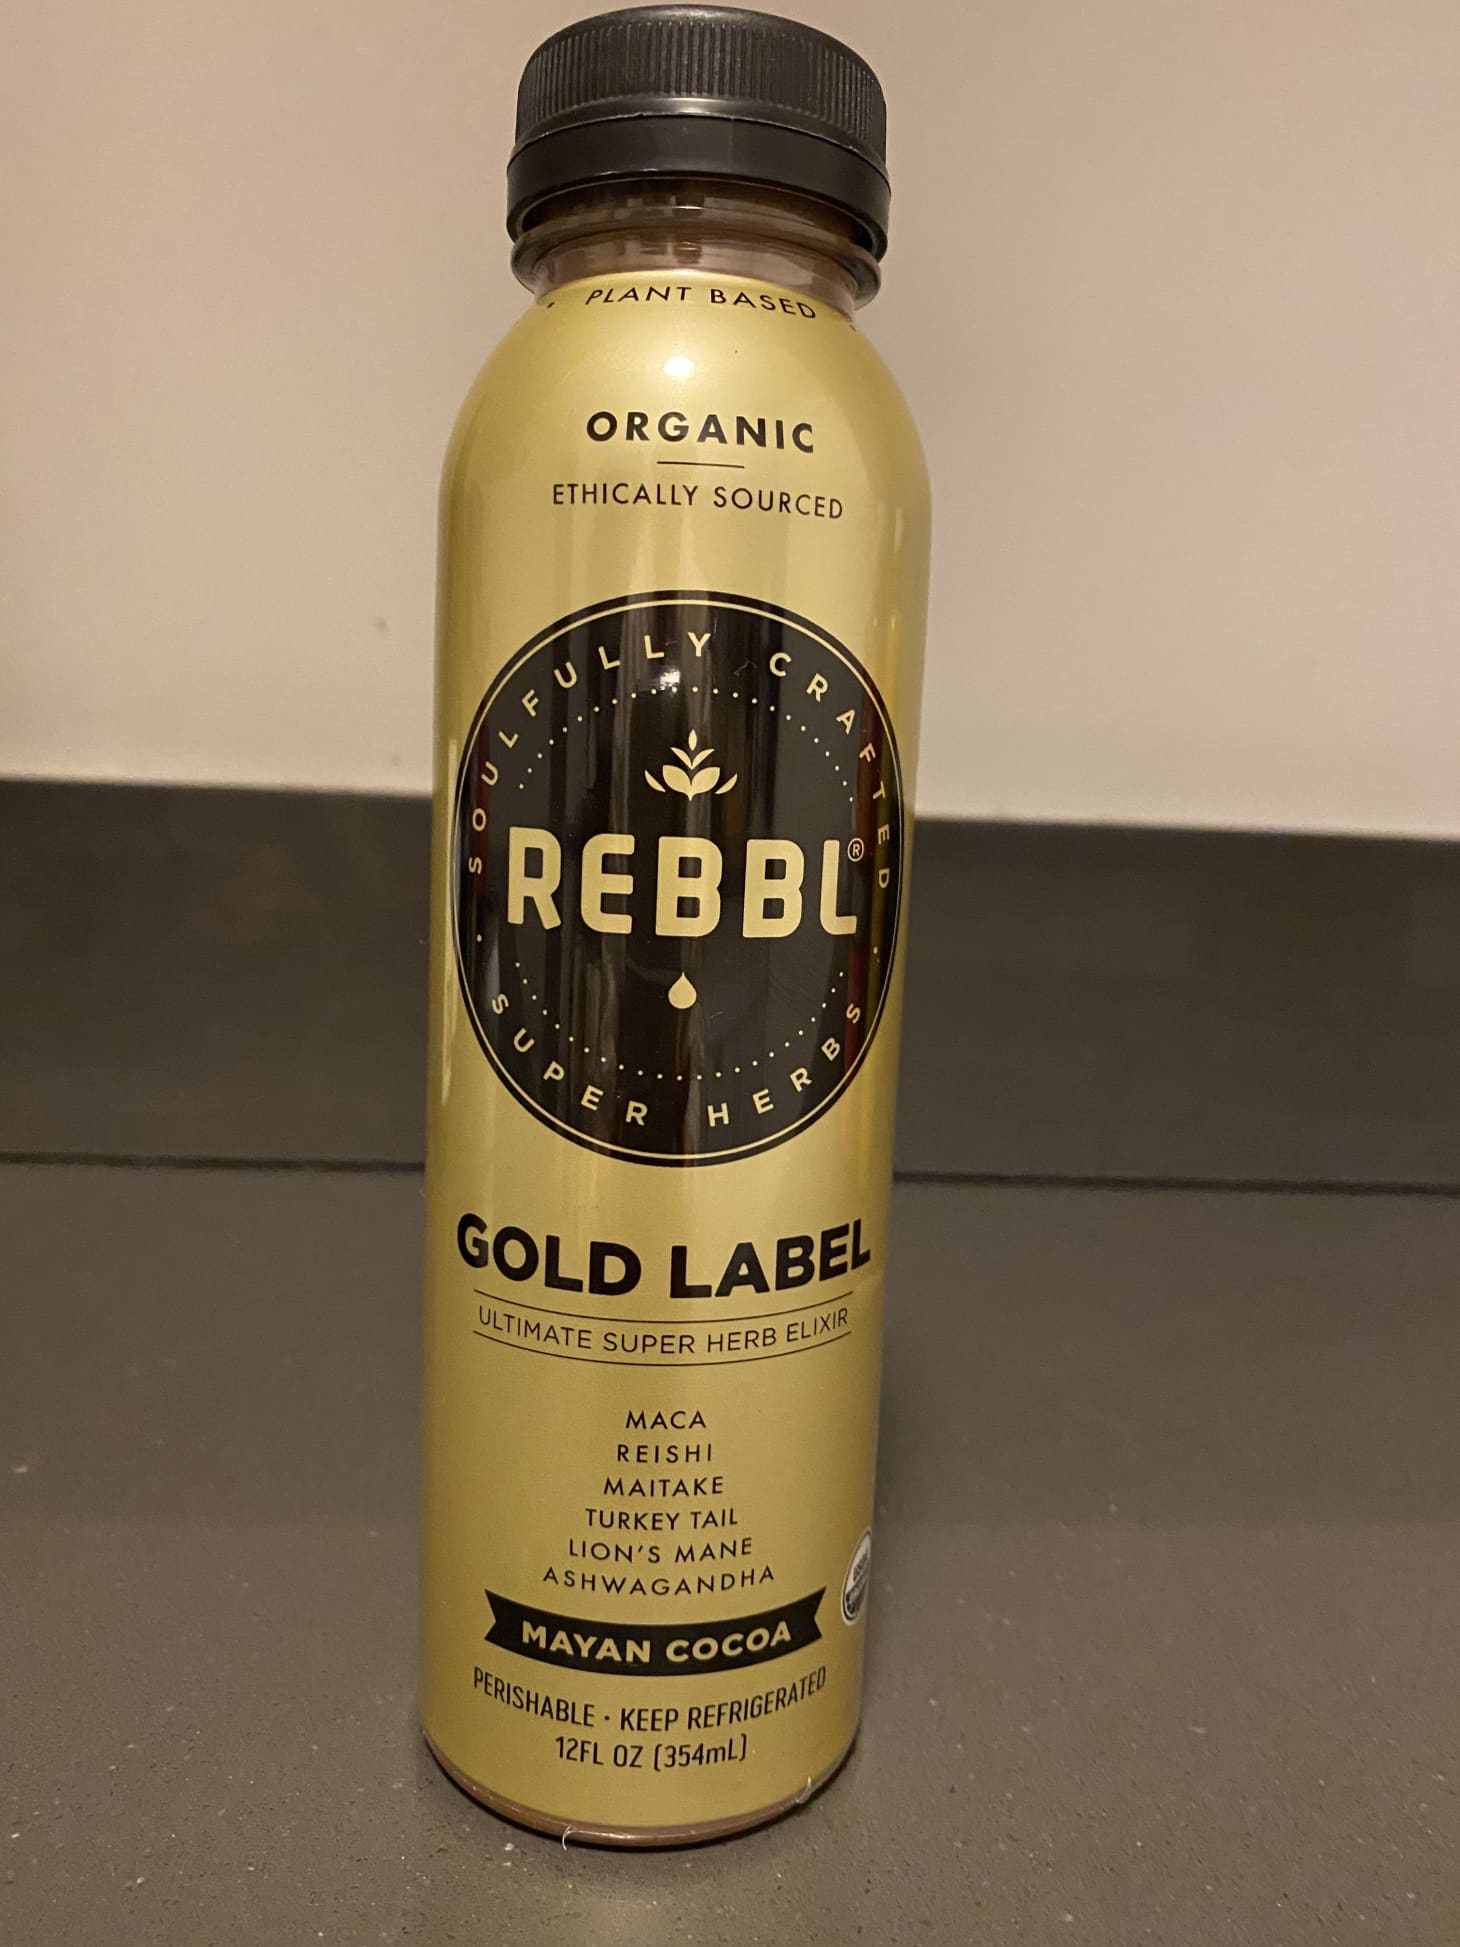 PLANT BASED
ORGANIC
ETHICALLY SOURCED
SOULFULLY CRAFTED
REBBL®
SUPER HERBS
GOLD LABEL
ULTIMATE SUPER HERB ELIXIR
MACA
REISHI
MAITAKE
TURKEY TAIL
LION'S MANE
ASHWAGANDHA
MAYAN COCOA
PERISHABLE · KEEP REFRIGERATED
12FL OZ (354mL)